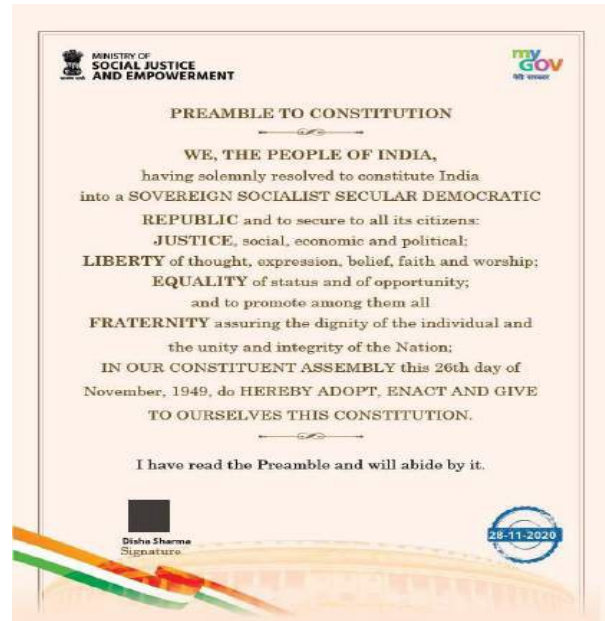 MINISTRY OF
SOCIAL JUSTICE
AND EMPOWERMENT
my
GOV
मेरी सरकार
PREAMBLE TO CONSTITUTION
WE, THE PEOPLE OF INDIA,
having solemnly resolved to constitute India
into a SOVEREIGN SOCIALIST SECULAR DEMOCRATIC
REPUBLIC and to secure to all its citizens:
JUSTICE, social, economic and political;
LIBERTY of thought, expression, belief, faith and worship;
EQUALITY of status and of opportunity;
and to promote among them all
FRATERNITY assuring the dignity of the individual and
the unity and integrity of the Nation;
IN OUR CONSTITUENT ASSEMBLY this 26th day of
November, 1949, do HEREBY ADOPT, ENACT AND GIVE
TO OURSELVES THIS CONSTITUTION.
I have read the Preamble and will abide by it.
Disha Sharma
Signature
28-11-2020